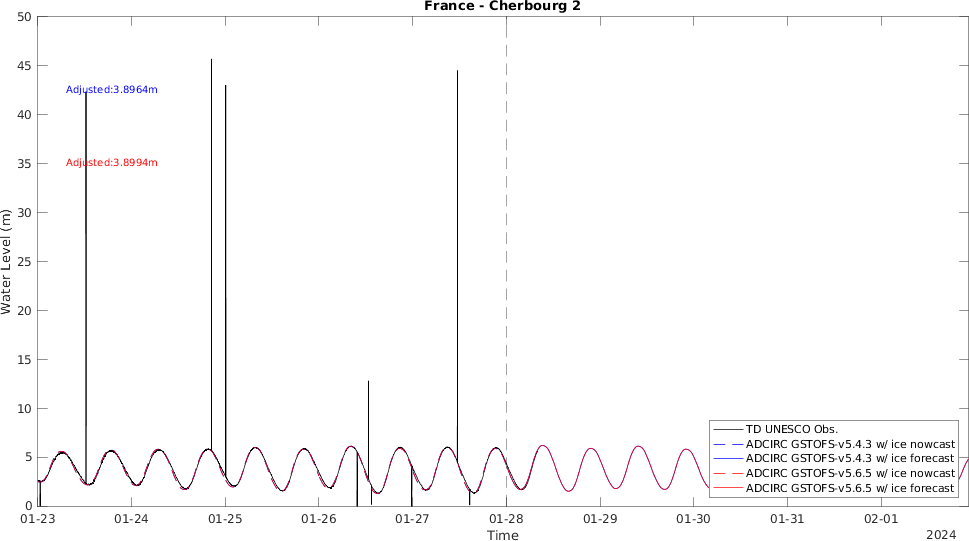 France - Cherbourg 2
50
45
40
35
30
25
20
15
10
5
0
Water Level (m)
Adjusted:3.8964m
Adjusted:3.8994m
TD UNESCO Obs.
ADCIRC GSTOFS-v5.4.3 w/ ice nowcast
ADCIRC GSTOFS-v5.4.3 w/ ice forecast
ADCIRC GSTOFS-v5.6.5 w/ ice nowcast
ADCIRC GSTOFS-v5.6.5 w/ ice forecast
01-23 01-24 01-25 01-26 01-27 01-28 01-29 01-30 01-31 02-01
Time
2024